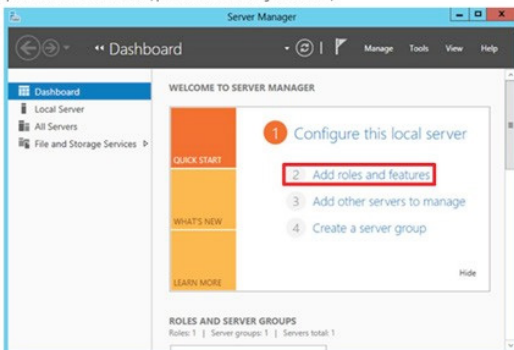 Server Manager
Dashboard
Manage Tools View Help
Dashboard
Local Server
All Servers
File and Storage Services
WELCOME TO SERVER MANAGER
QUICK START
WHAT'S NEW
LEARN MORE
1 Configure this local server
2 Add roles and features
3 Add other servers to manage
4 Create a server group
Hide
ROLES AND SERVER GROUPS
Roles: 1 | Server groups: 1 | Servers total: 1